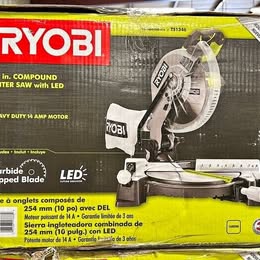 RYOBI
TS1346
in. COMPOUND
ITER SAW with LED
AVY DUTY 14 AMP MOTOR
RYOBI
arbide
pped Blade
LED
e à onglets composés de
254 mm (10 po) avec DEL
Moteur puissant de 14 A • Garantie limitée de 3 ans
Sierra ingleteadora combinada de
254 mm (10 pulg.) con LED
Potente motor de 14 A • Garantía limitada de 3 años